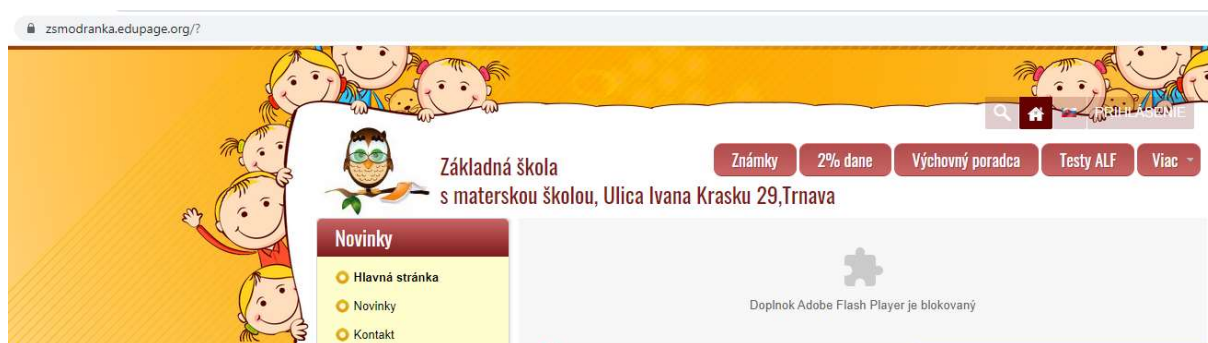 zsmodranka.edupage.org/?
PRIHLÁSENIE
Základná škola
s materskou školou, Ulica Ivana Krasku 29,Trnava
Známky
2% dane
Výchovný poradca
Testy ALF
Viac
Novinky
Hlavná stránka
Novinky
Kontakt
Doplnok Adobe Flash Player je blokovaný